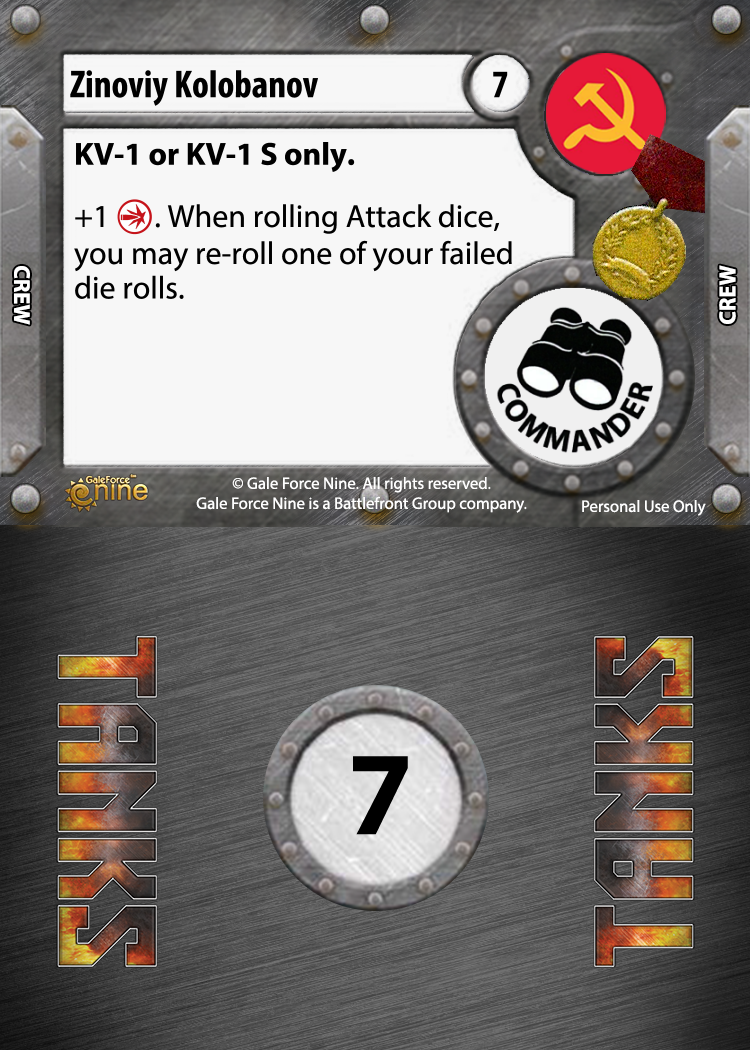 Zinoviy Kolobanov
7
KV-1 or KV-1 S only.
+1 . When rolling Attack dice,
you may re-roll one of your failed
die rolls.
CREW
CREW
COMMANDER
GaleForce™
nine
© Gale Force Nine. All rights reserved.
Gale Force Nine is a Battlefront Group company.
Personal Use Only
TANKS
7
TANKS